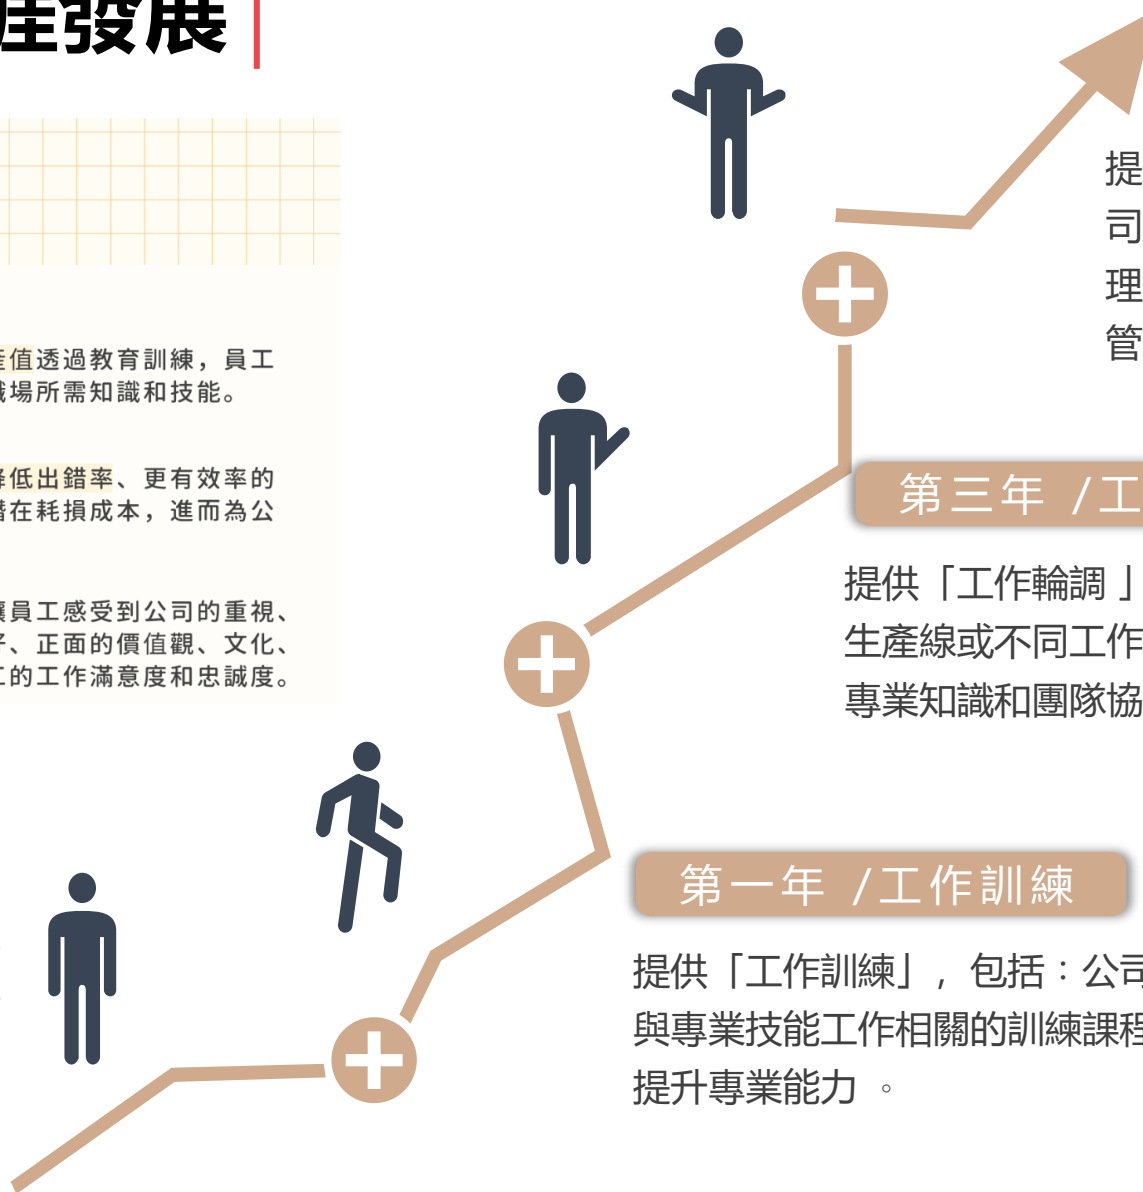 涯發展
產值透過教育訓練，員工
職場所需知識和技能。
降低出錯率、更有效率的
潛在耗損成本，進而為公
讓員工感受到公司的重視、
好、正面的價值觀、文化、
工的工作滿意度和忠誠度。
提
司
理
管
第三年 /工
提供「工作輪調」
生產線或不同工作
專業知識和團隊協
第一年 /工作訓練
提供「工作訓練」，包括：公司
與專業技能工作相關的訓練課程
提升專業能力 。